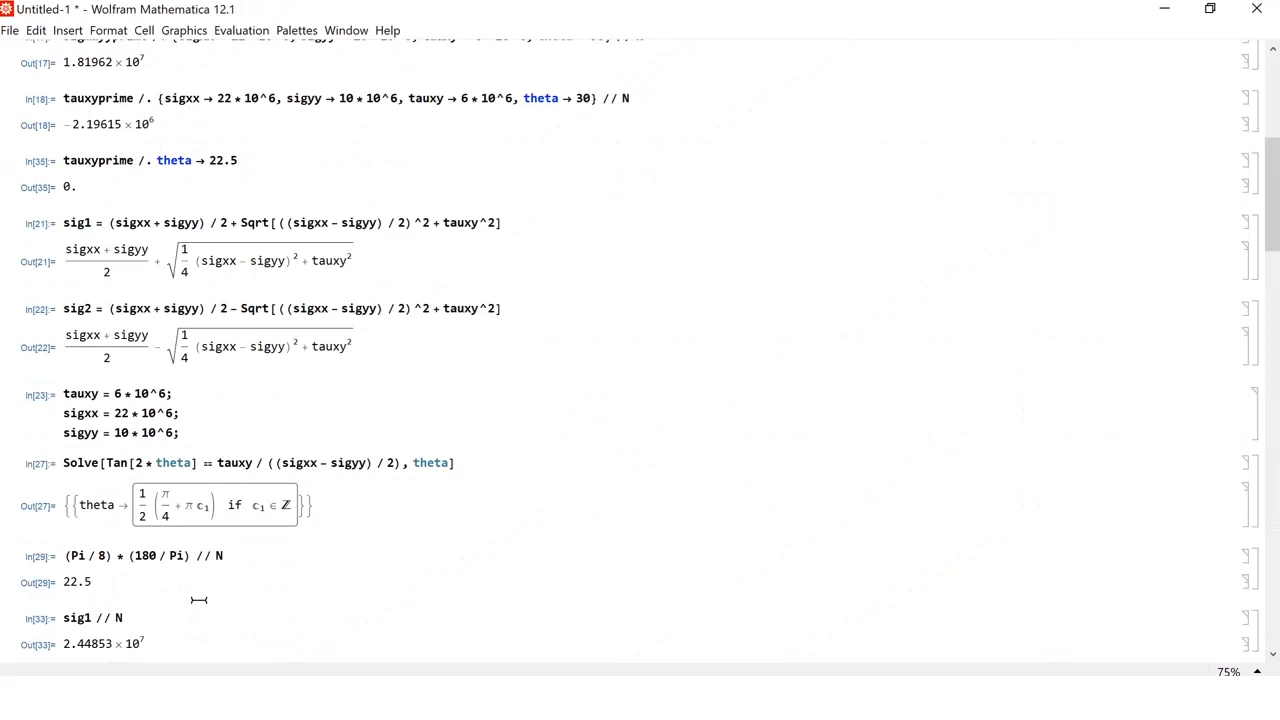 Untitled-1 * - Wolfram Mathematica 12.1
File Edit Insert Format Cell Graphics Evaluation Palettes Window Help
Out[17]= 1.81962 × 10^7
In[18]:= tauxyprime /. {sigxx → 22 * 10^6, sigyy → 10 * 10^6, tauxy → 6 * 10^6, theta → 30} // N
Out[18]= -2.19615 × 10^6
In[35]:= tauxyprime /. theta → 22.5
Out[35]= 0.
In[21]:= sig1 = (sigxx + sigyy) / 2 + Sqrt[((sigxx - sigyy) / 2)^2 + tauxy^2]
Out[21]= (sigxx + sigyy)/2 + √(1/4 (sigxx - sigyy)^2 + tauxy^2)
In[22]:= sig2 = (sigxx + sigyy) / 2 - Sqrt[((sigxx - sigyy) / 2)^2 + tauxy^2]
Out[22]= (sigxx + sigyy)/2 - √(1/4 (sigxx - sigyy)^2 + tauxy^2)
In[23]:= tauxy = 6 * 10^6;
sigxx = 22 * 10^6;
sigyy = 10 * 10^6;
In[27]:= Solve[Tan[2 * theta] == tauxy / ((sigxx - sigyy) / 2), theta]
Out[27]= {{theta → 1/2 (π/4 + π c₁) if c₁ ∈ ℤ}}
In[29]:= (Pi / 8) * (180 / Pi) // N
Out[29]= 22.5
In[33]:= sig1 // N
Out[33]= 2.44853 × 10^7
75%